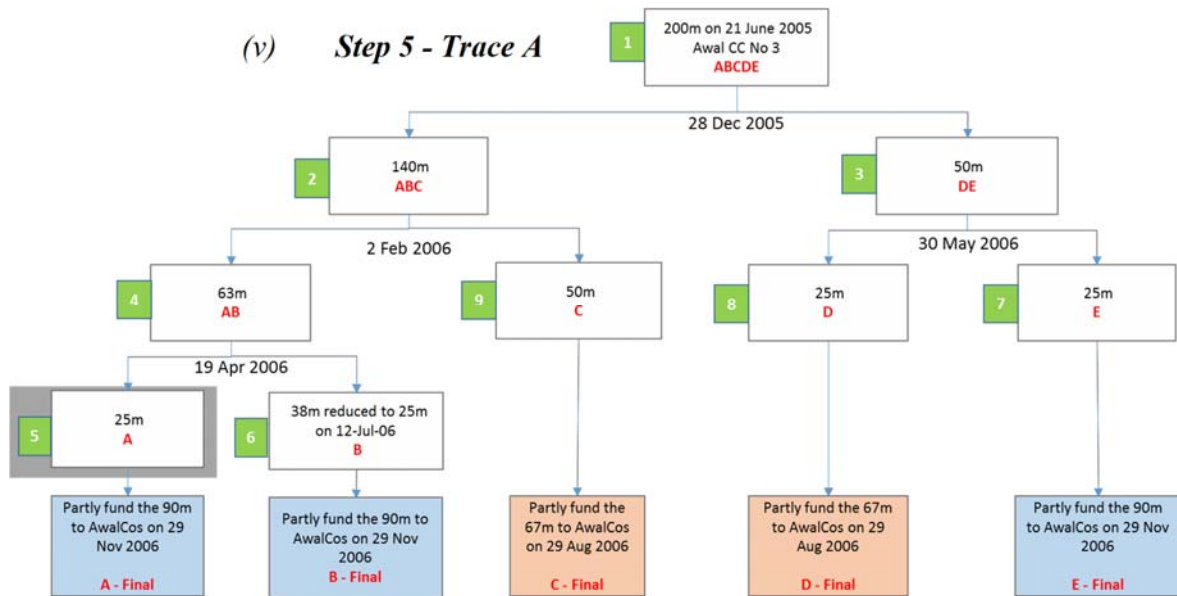 (v) Step 5 - Trace A
1
200m on 21 June 2005
Awal CC No 3
ABCDE
28 Dec 2005
2
140m
ABC
3
50m
DE
2 Feb 2006
30 May 2006
4
63m
AB
9
50m
C
8
25m
D
7
25m
E
19 Apr 2006
5
25m
A
6
38m reduced to 25m
on 12-Jul-06
B
Partly fund the 90m
to AwalCos on 29
Nov 2006
A - Final
Partly fund the 90m to
AwalCos on 29 Nov
2006
B - Final
Partly fund the
67m to AwalCos
on 29 Aug 2006
C - Final
Partly fund the 67m
to AwalCos on 29
Aug 2006
D - Final
Partly fund the 90m
to AwalCos on 29
Nov 2006
E - Final